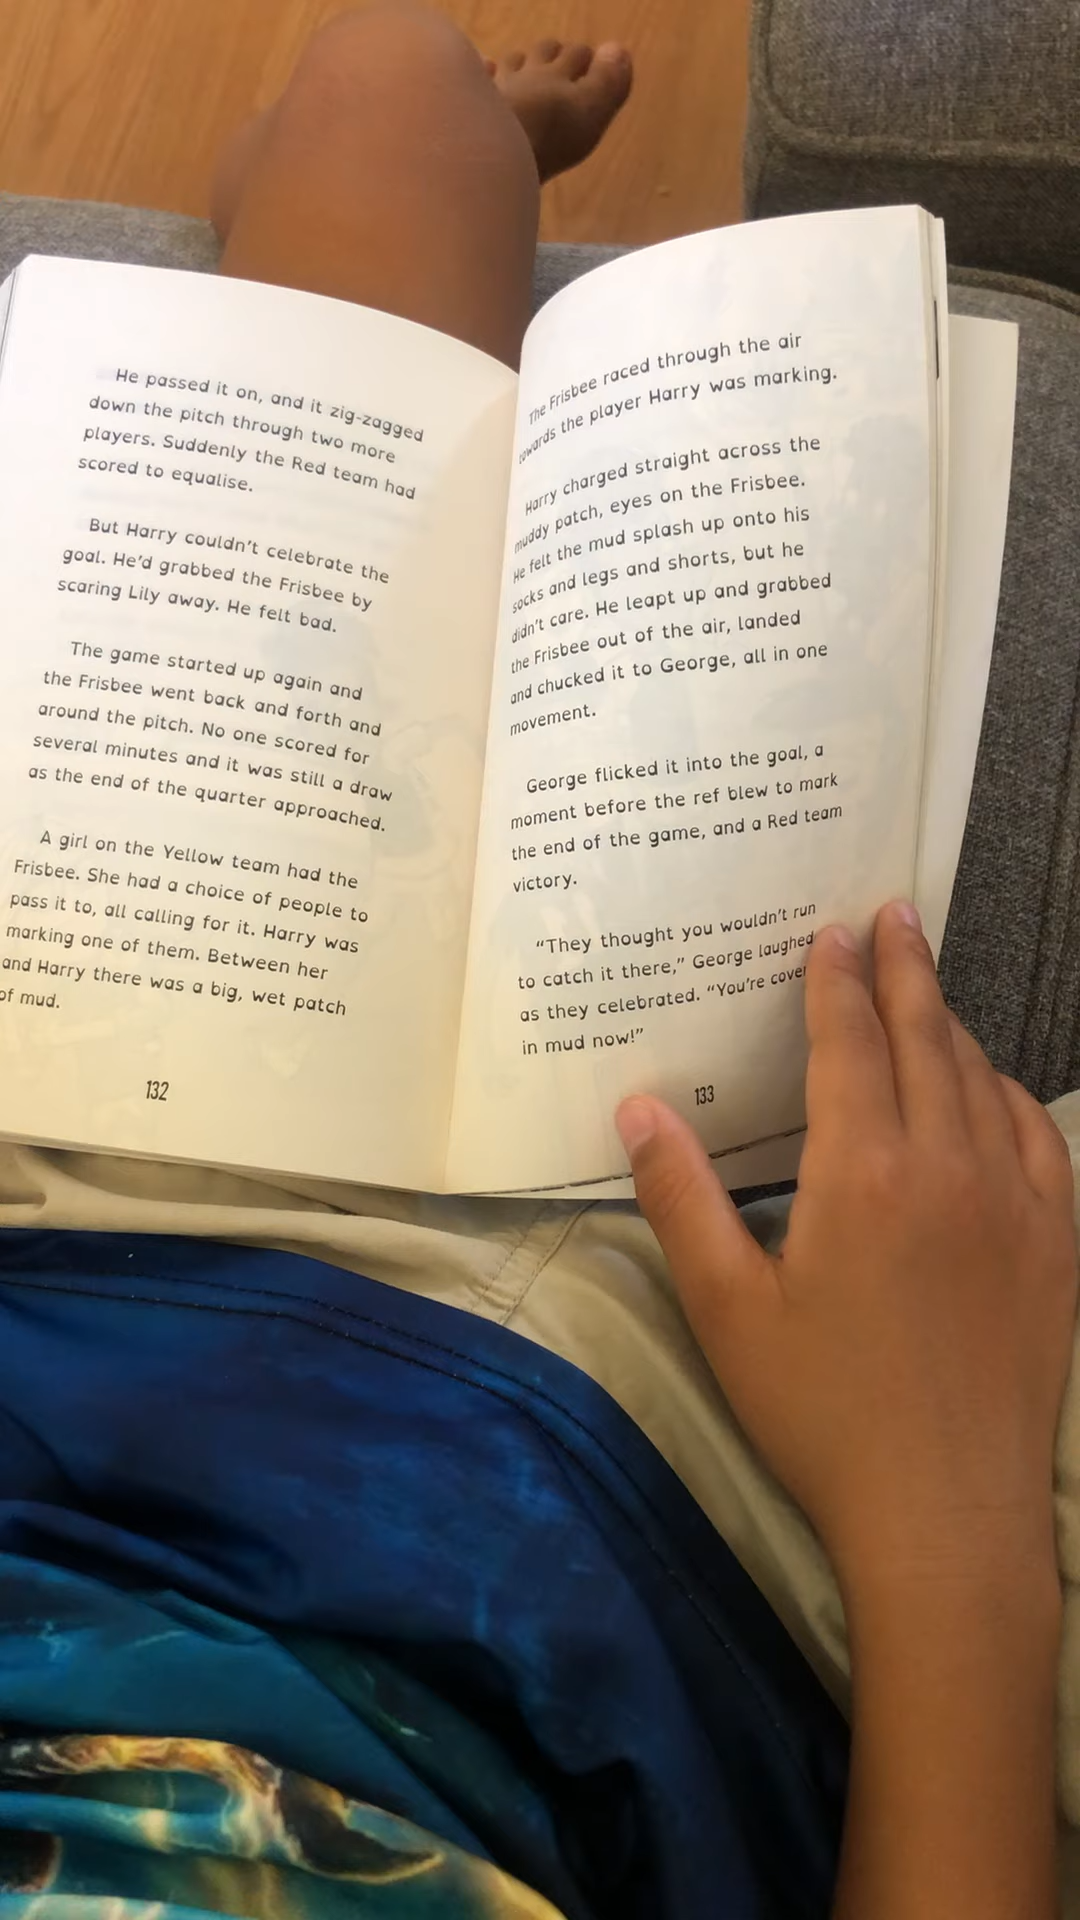 He passed it on, and it zig-zagged
down the pitch through two more
players. Suddenly the Red team had
scored to equalise.
But Harry couldn't celebrate the
goal. He'd grabbed the Frisbee by
scaring Lily away. He felt bad.
The game started up again and
the Frisbee went back and forth and
around the pitch. No one scored for
several minutes and it was still a draw
as the end of the quarter approached.
A girl on the Yellow team had the
Frisbee. She had a choice of people to
pass it to, all calling for it. Harry was
marking one of them. Between her
and Harry there was a big, wet patch
of mud.
132
The Frisbee raced through the air
towards the player Harry was marking.
Harry charged straight across the
muddy patch, eyes on the Frisbee.
He felt the mud splash up onto his
socks and legs and shorts, but he
didn't care. He leapt up and grabbed
the Frisbee out of the air, landed
and chucked it to George, all in one
movement.
George flicked it into the goal, a
moment before the ref blew to mark
the end of the game, and a Red team
victory.
“They thought you wouldn't run
to catch it there,” George laughed
as they celebrated. “You're cover
in mud now!”
133